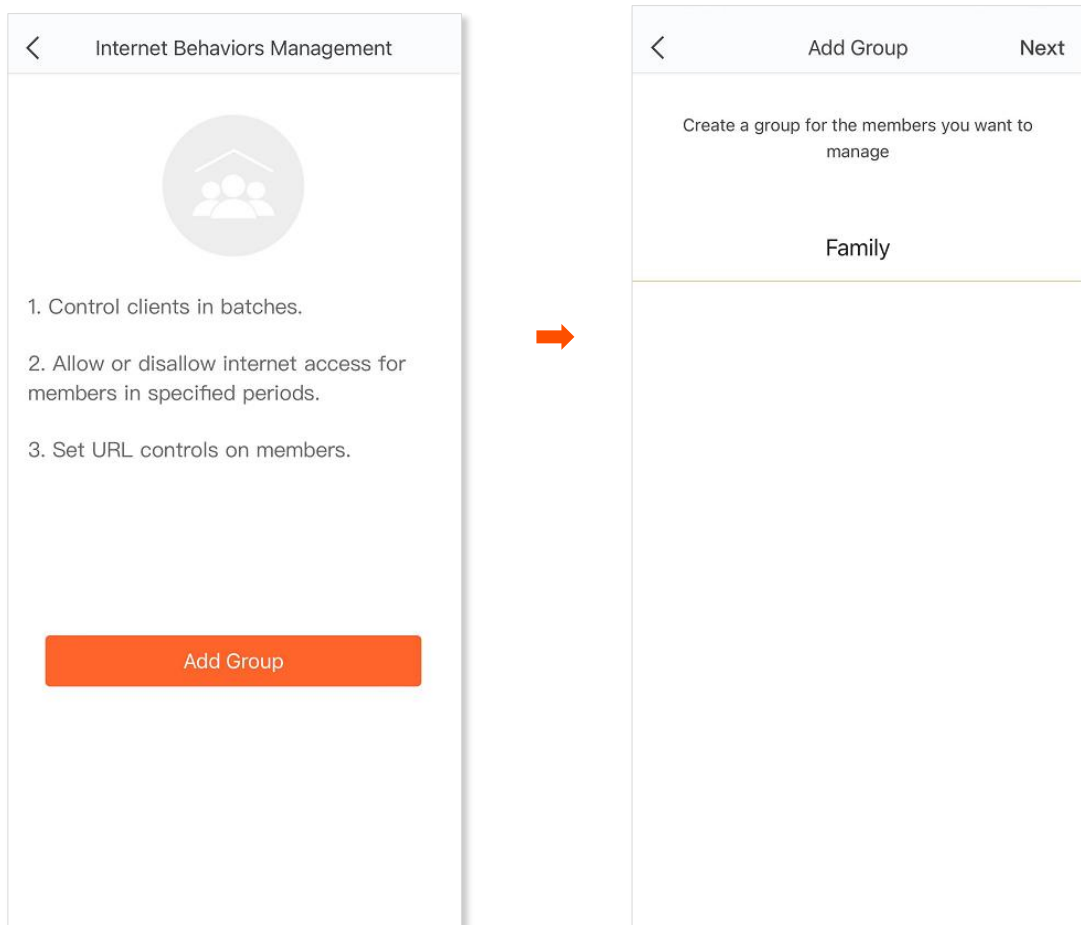 Internet Behaviors Management
1. Control clients in batches.
2. Allow or disallow internet access for
members in specified periods.
3. Set URL controls on members.
Add Group
Add Group
Next
Create a group for the members you want to
manage
Family